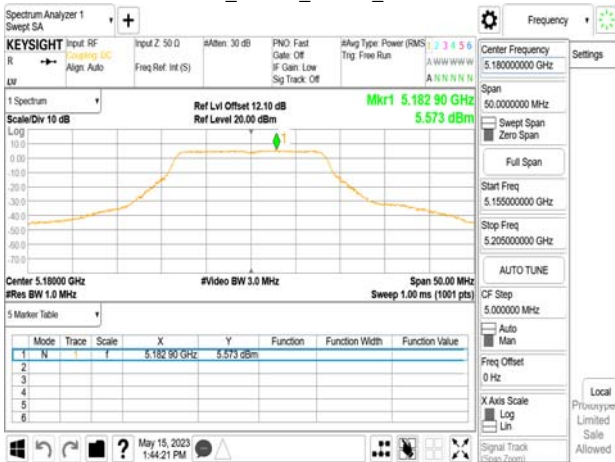 Spectrum Analyzer 1
Swept SA
+
Frequency
KEYSIGHT
R
LV
Input: RF
Coupling: DC
Align: Auto
Input Z: 50 Ω
Freq Ref: Int (S)
#Atten: 30 dB
PNO: Fast
Gate: Off
IF Gain: Low
Sig Track: Off
#Avg Type: Power (RMS
Trig: Free Run
1 2 3 4 5 6
A WWWWW
A NNNNN
Center Frequency
5.180000000 GHz
Settings
Span
50.0000000 MHz
Swept Span
Zero Span
Full Span
Start Freq
5.155000000 GHz
Stop Freq
5.205000000 GHz
AUTO TUNE
CF Step
5.000000 MHz
Auto
Man
Freq Offset
0 Hz
X Axis Scale
Log
Lin
Signal Track
(Span Zoom)
Local
Prototype
Limited
Sale
Allowed
1 Spectrum
Scale/Div 10 dB
Ref Lvl Offset 12.10 dB
Ref Level 20.00 dBm
Mkr1 5.182 90 GHz
5.573 dBm
Log
10.0
0.00
-10.0
-20.0
-30.0
-40.0
-50.0
-60.0
-70.0
1
Center 5.18000 GHz
#Res BW 1.0 MHz
#Video BW 3.0 MHz
Span 50.00 MHz
Sweep 1.00 ms (1001 pts)
5 Marker Table
Mode Trace Scale X Y Function Function Width Function Value
1 N 1 f 5.182 90 GHz 5.573 dBm
2
3
4
5
6
?
May 15, 2023
1:44:21 PM